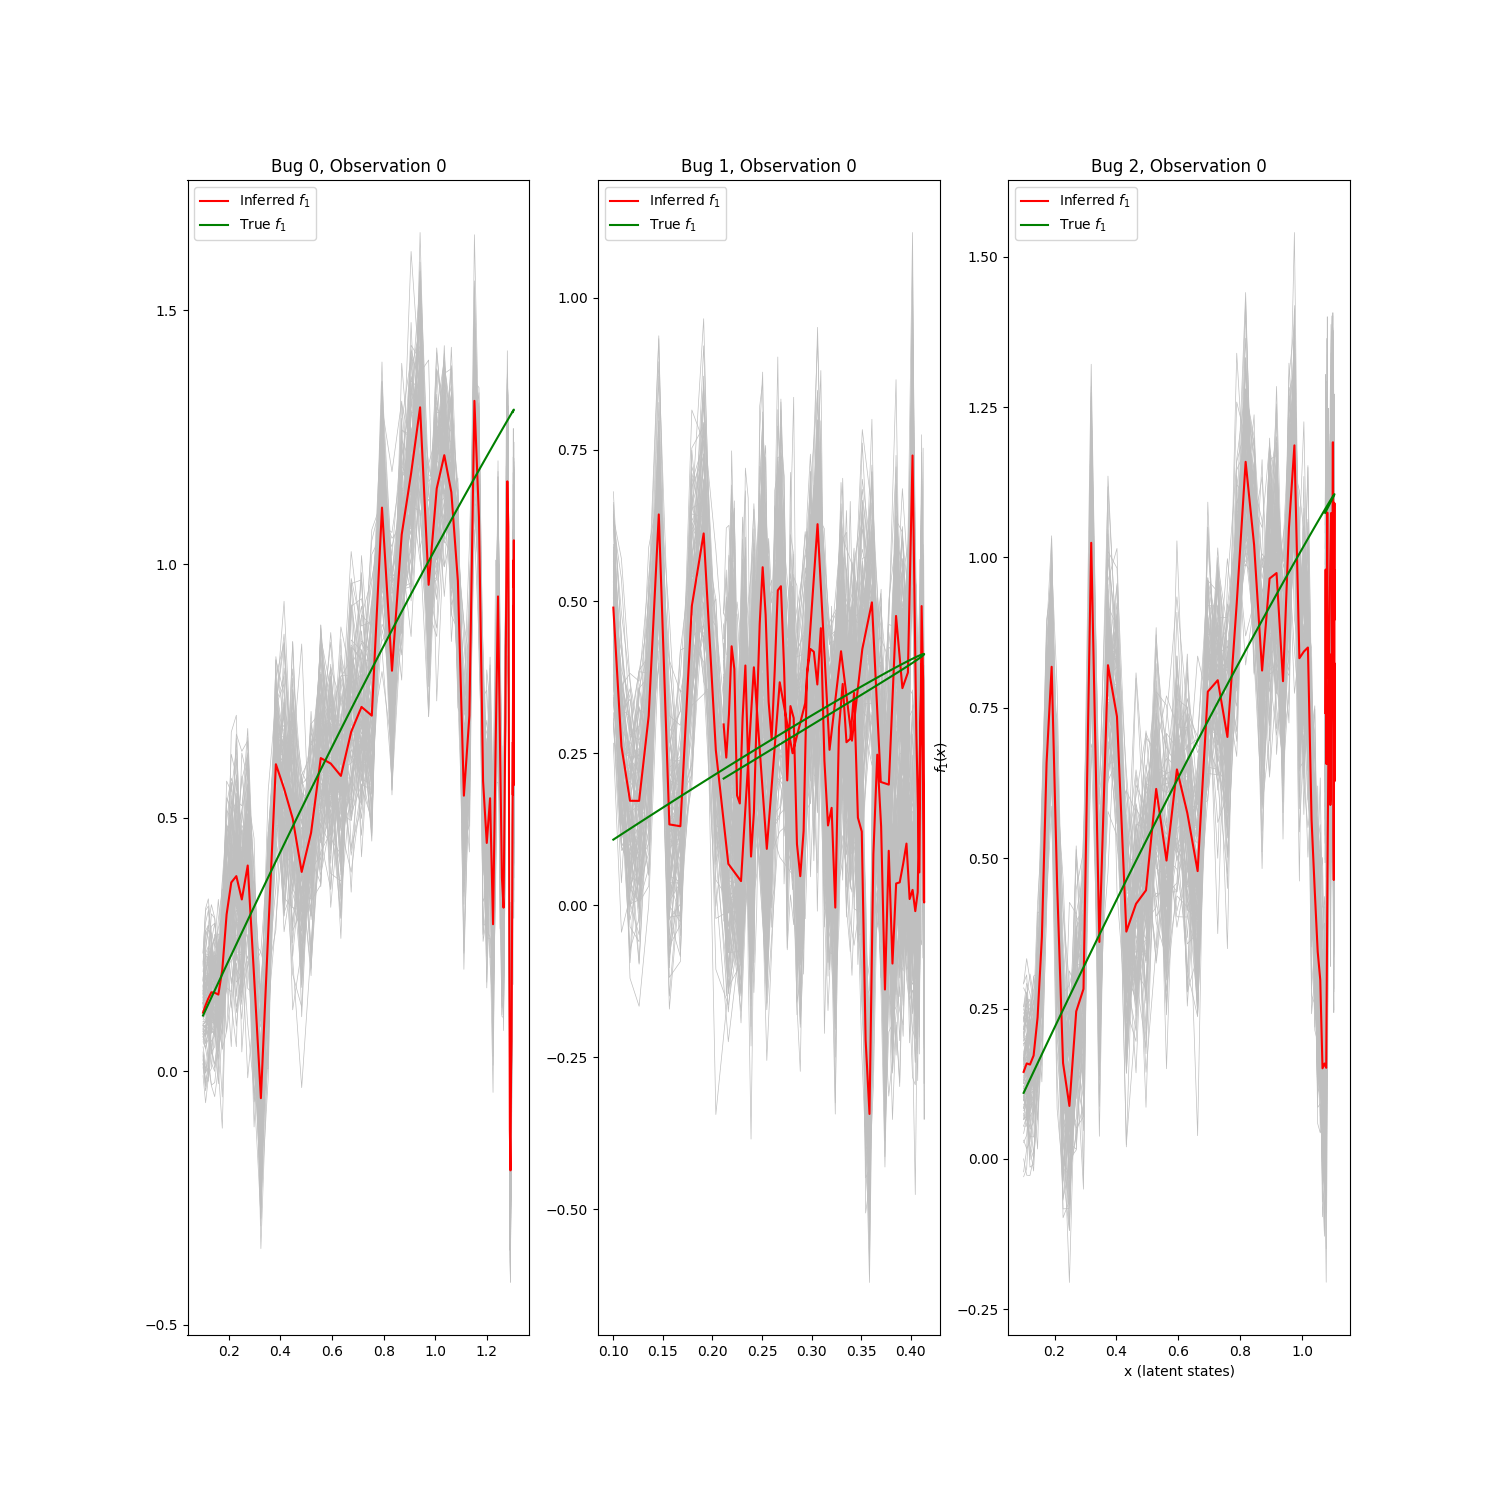 Bug 0, Observation 0
Inferred f₁
True f₁
1.5
1.0
0.5
0.0
−0.5
0.2 0.4 0.6 0.8 1.0 1.2
Bug 1, Observation 0
Inferred f₁
True f₁
1.00
0.75
0.50
0.25
0.00
−0.25
−0.50
0.10 0.15 0.20 0.25 0.30 0.35 0.40
Bug 2, Observation 0
Inferred f₁
True f₁
f₁(x)
1.50
1.25
1.00
0.75
0.50
0.25
0.00
−0.25
0.2 0.4 0.6 0.8 1.0
x (latent states)